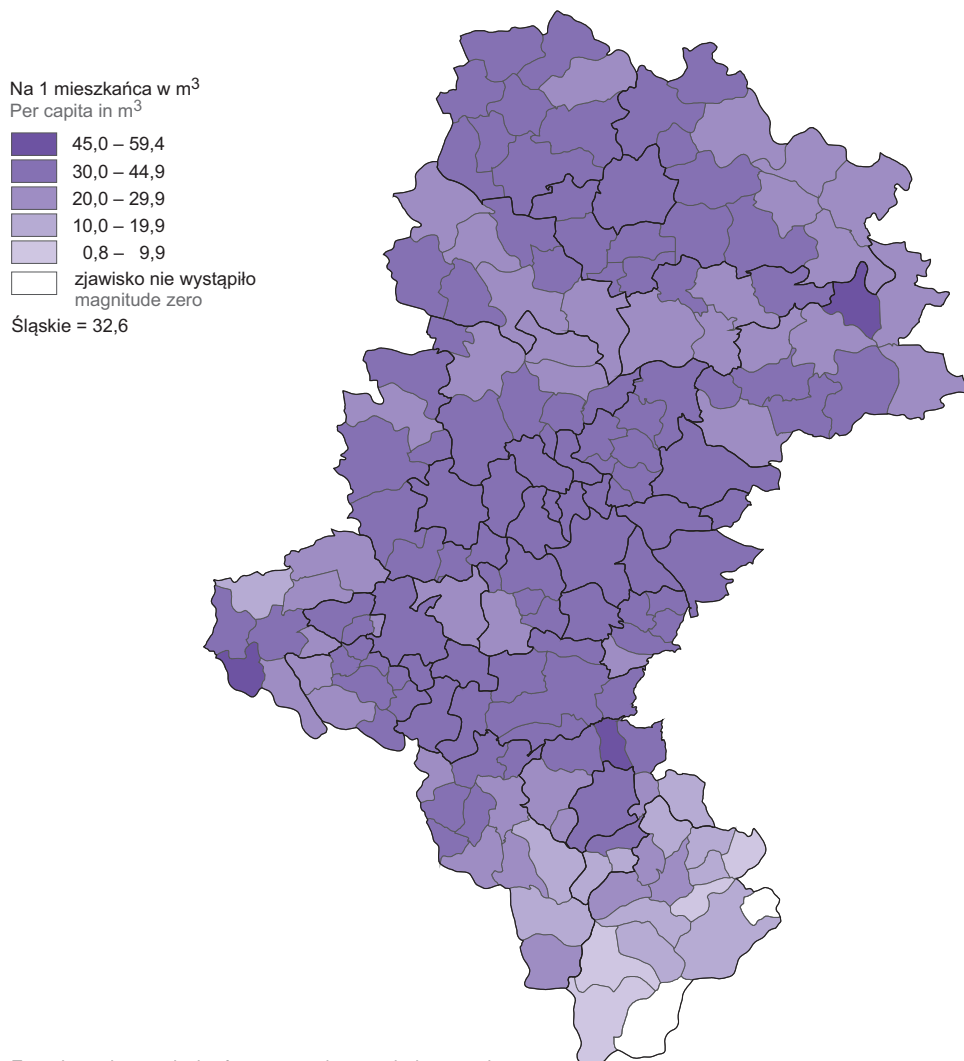 Na 1 mieszkańca w m³
Per capita in m³
45,0 – 59,4
30,0 – 44,9
20,0 – 29,9
10,0 – 19,9
0,8 – 9,9
zjawisko nie wystąpiło
magnitude zero
Śląskie = 32,6